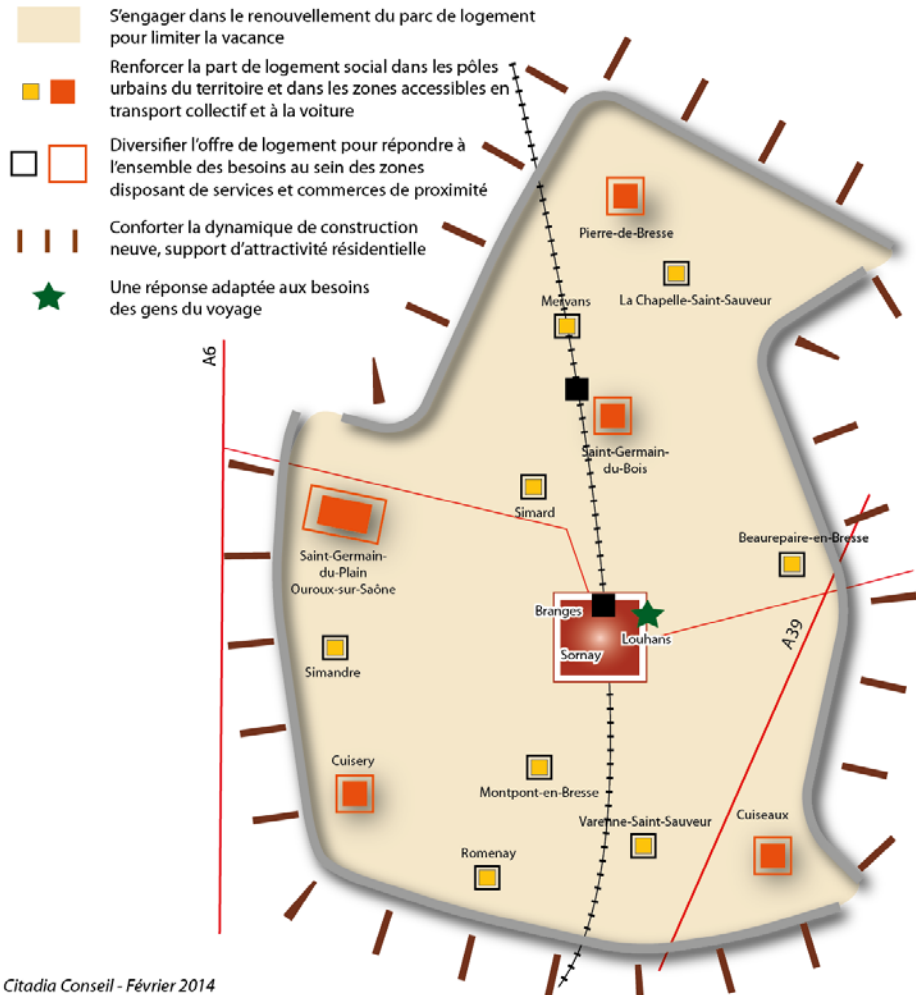 S'engager dans le renouvellement du parc de logement
pour limiter la vacance
Renforcer la part de logement social dans les pôles
urbains du territoire et dans les zones accessibles en
transport collectif et à la voiture
Diversifier l'offre de logement pour répondre à
l'ensemble des besoins au sein des zones
disposant de services et commerces de proximité
Conforter la dynamique de construction
neuve, support d'attractivité résidentielle
Une réponse adaptée aux besoins
des gens du voyage
Pierre-de-Bresse
La Chapelle-Saint-Sauveur
Mervans
A6
Saint-Germain-
du-Bois
Simard
Saint-Germain-
du-Plain
Ouroux-sur-Saône
Beaurepaire-en-Bresse
Branges
Louhans
Sornay
A39
Simandre
Cuisery
Montpont-en-Bresse
Varenne-Saint-Sauveur
Cuiseaux
Romenay
Citadia Conseil - Février 2014